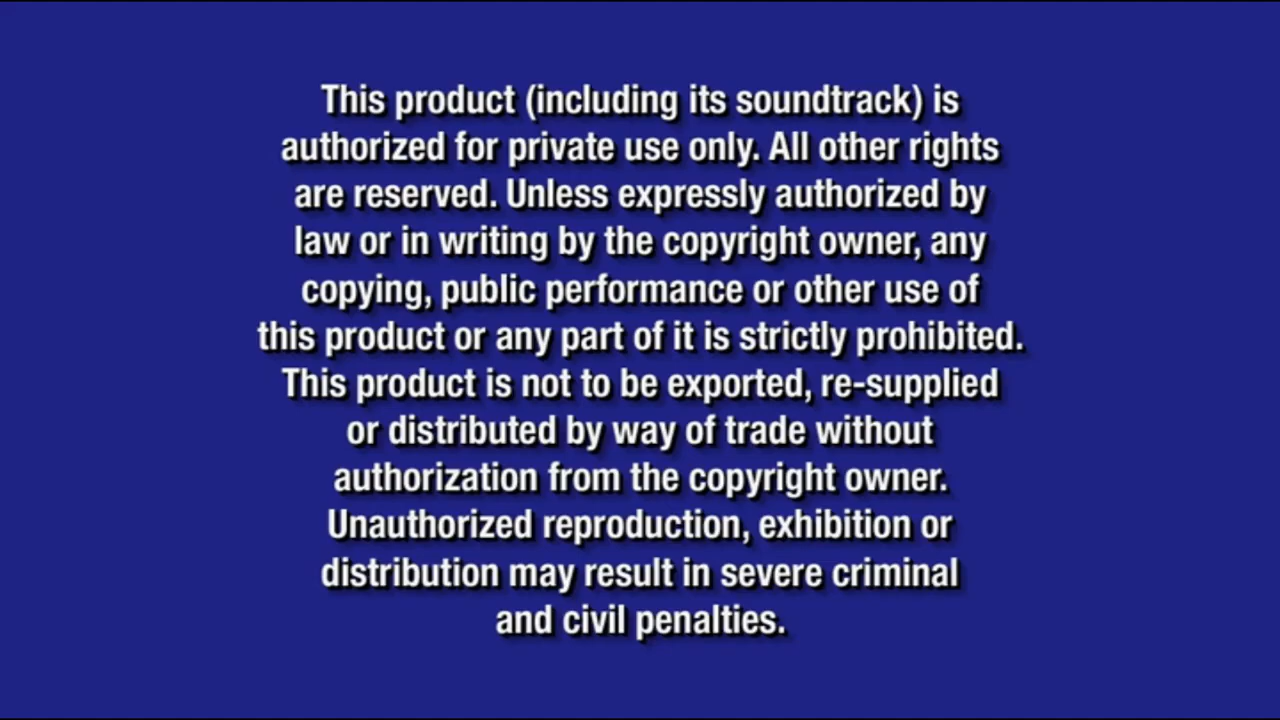 This product (including its soundtrack) is
authorized for private use only. All other rights
are reserved. Unless expressly authorized by
law or in writing by the copyright owner, any
copying, public performance or other use of
this product or any part of it is strictly prohibited.
This product is not to be exported, re-supplied
or distributed by way of trade without
authorization from the copyright owner.
Unauthorized reproduction, exhibition or
distribution may result in severe criminal
and civil penalties.